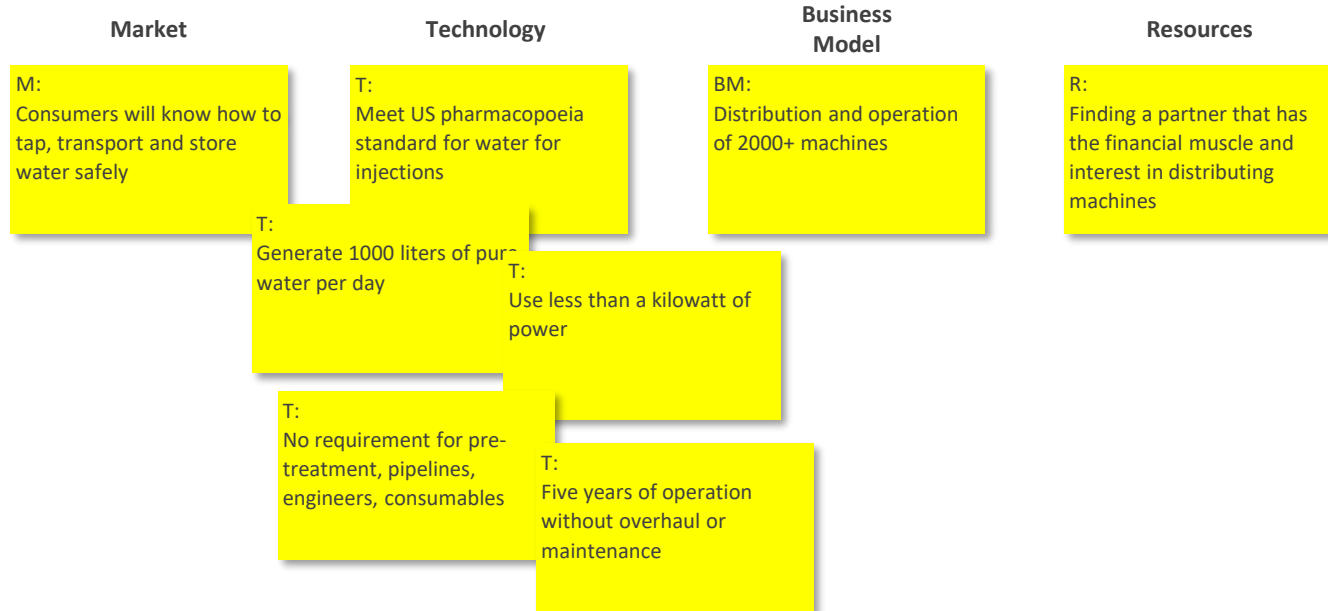 Market
Technology
Business
Model
Resources
M:
Consumers will know how to
tap, transport and store
water safely
T:
Meet US pharmacopoeia
standard for water for
injections
BM:
Distribution and operation
of 2000+ machines
R:
Finding a partner that has
the financial muscle and
interest in distributing
machines
T:
Generate 1000 liters of pure
water per day
T:
Use less than a kilowatt of
power
T:
No requirement for pre-
treatment, pipelines,
engineers, consumables
T:
Five years of operation
without overhaul or
maintenance